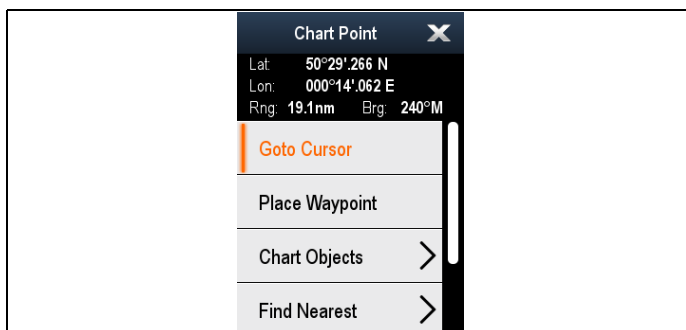 Chart Point
Lat: 50°29'.266 N
Lon: 000°14'.062 E
Rng: 19.1nm Brg: 240°M
Goto Cursor
Place Waypoint
Chart Objects
Find Nearest